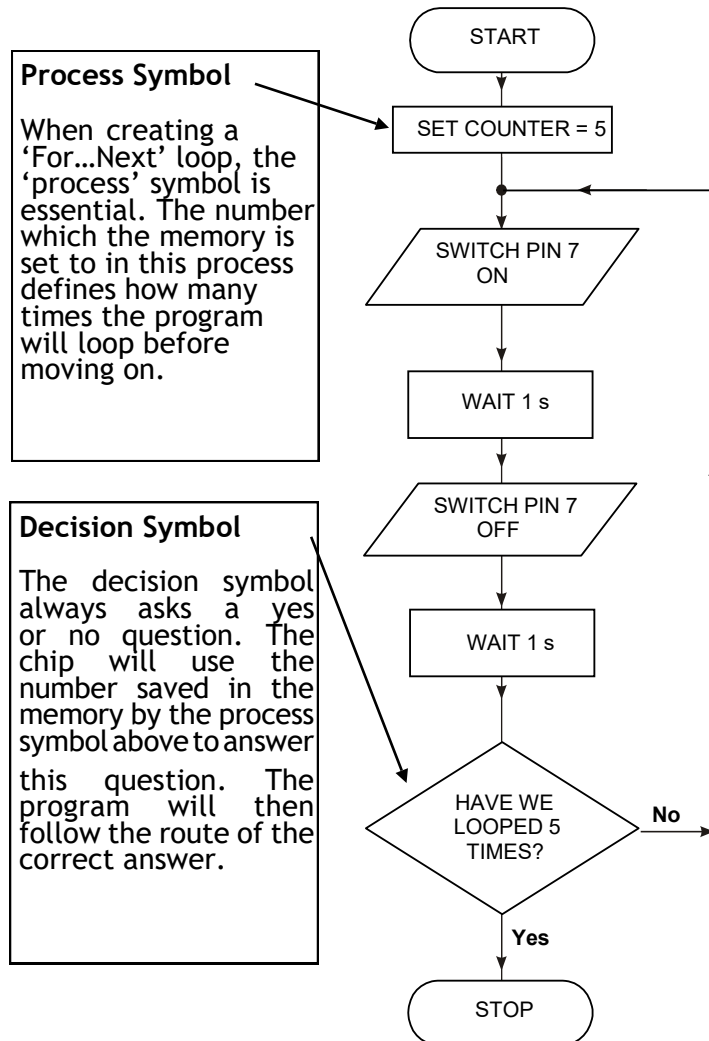 START
Process Symbol
When creating a
‘For...Next’ loop, the
‘process’ symbol is
essential. The number
which the memory is
set to in this process
defines how many
times the program
will loop before
moving on.
SET COUNTER = 5
SWITCH PIN 7
ON
WAIT 1 s
SWITCH PIN 7
OFF
Decision Symbol
The decision symbol
always asks a yes
or no question. The
chip will use the
number saved in the
memory by the process
symbol above to answer
this question. The
program will then
follow the route of the
correct answer.
WAIT 1 s
HAVE WE
LOOPED 5
TIMES?
No
Yes
STOP